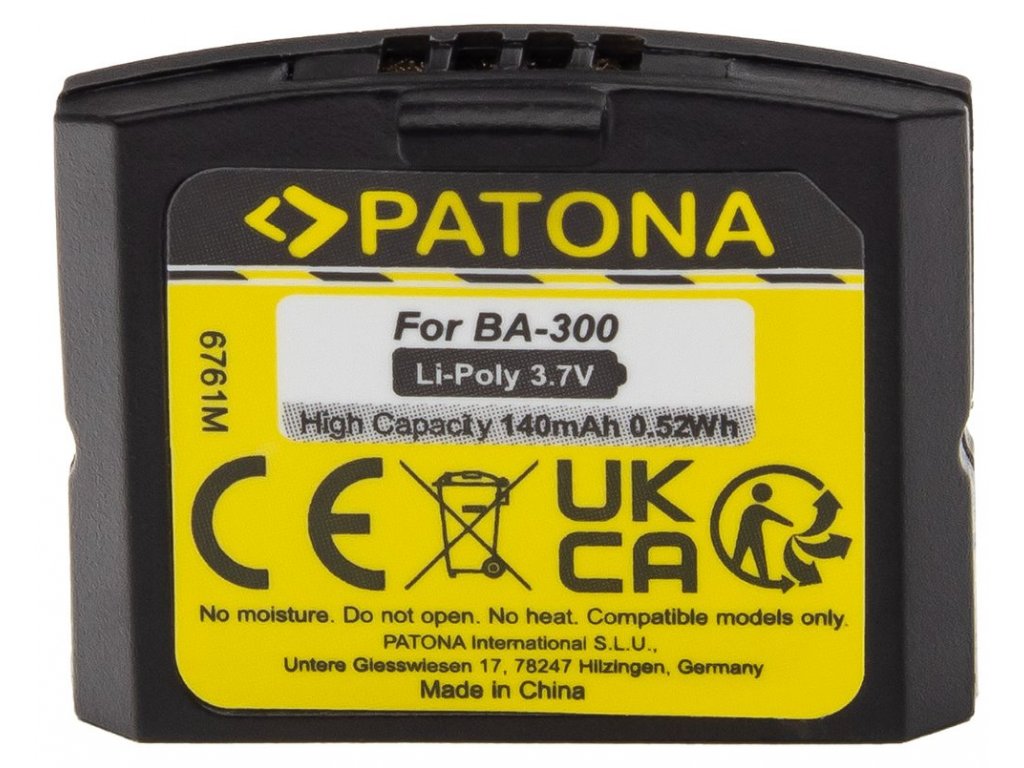 PATONA
For BA-300
Li-Poly 3.7V
High Capacity 140mAh 0.52Wh
6761M
CE
UK
CA
No moisture. Do not open. No heat. Compatible models only.
PATONA International S.L.U.,
Untere Giesswiesen 17, 78247 Hilzingen, Germany
Made in China